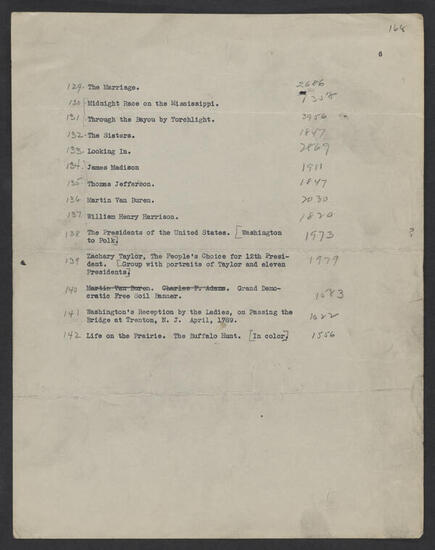 168
6
129. The Marriage. 2686
130 Midnight Race on the Mississippi. 1328
131 Through the Bayou by Torchlight. 3956
132. The Sisters. 1847
133. Looking In. 2869
134. James Madison 1911
135. Thomas Jefferson. 1847
136 Martin Van Buren. 2030
137 William Henry Harrison. 1820
138 The Presidents of the United States. [Washington 1973 ?
to Polk]
139 Zachary Taylor, The People's Choice for 12th Presi- 1979
dent. [Group with portraits of Taylor and eleven
Presidents]
140 Martin Van Buren. Charles F. Adams. Grand Demo-
cratic Free Soil Banner. 1083
141 Washington's Reception by the Ladies, on Passing the
Bridge at Trenton, N. J. April, 1789. 1022
142 Life on the Prairie. The Buffalo Hunt. [In color] 1556